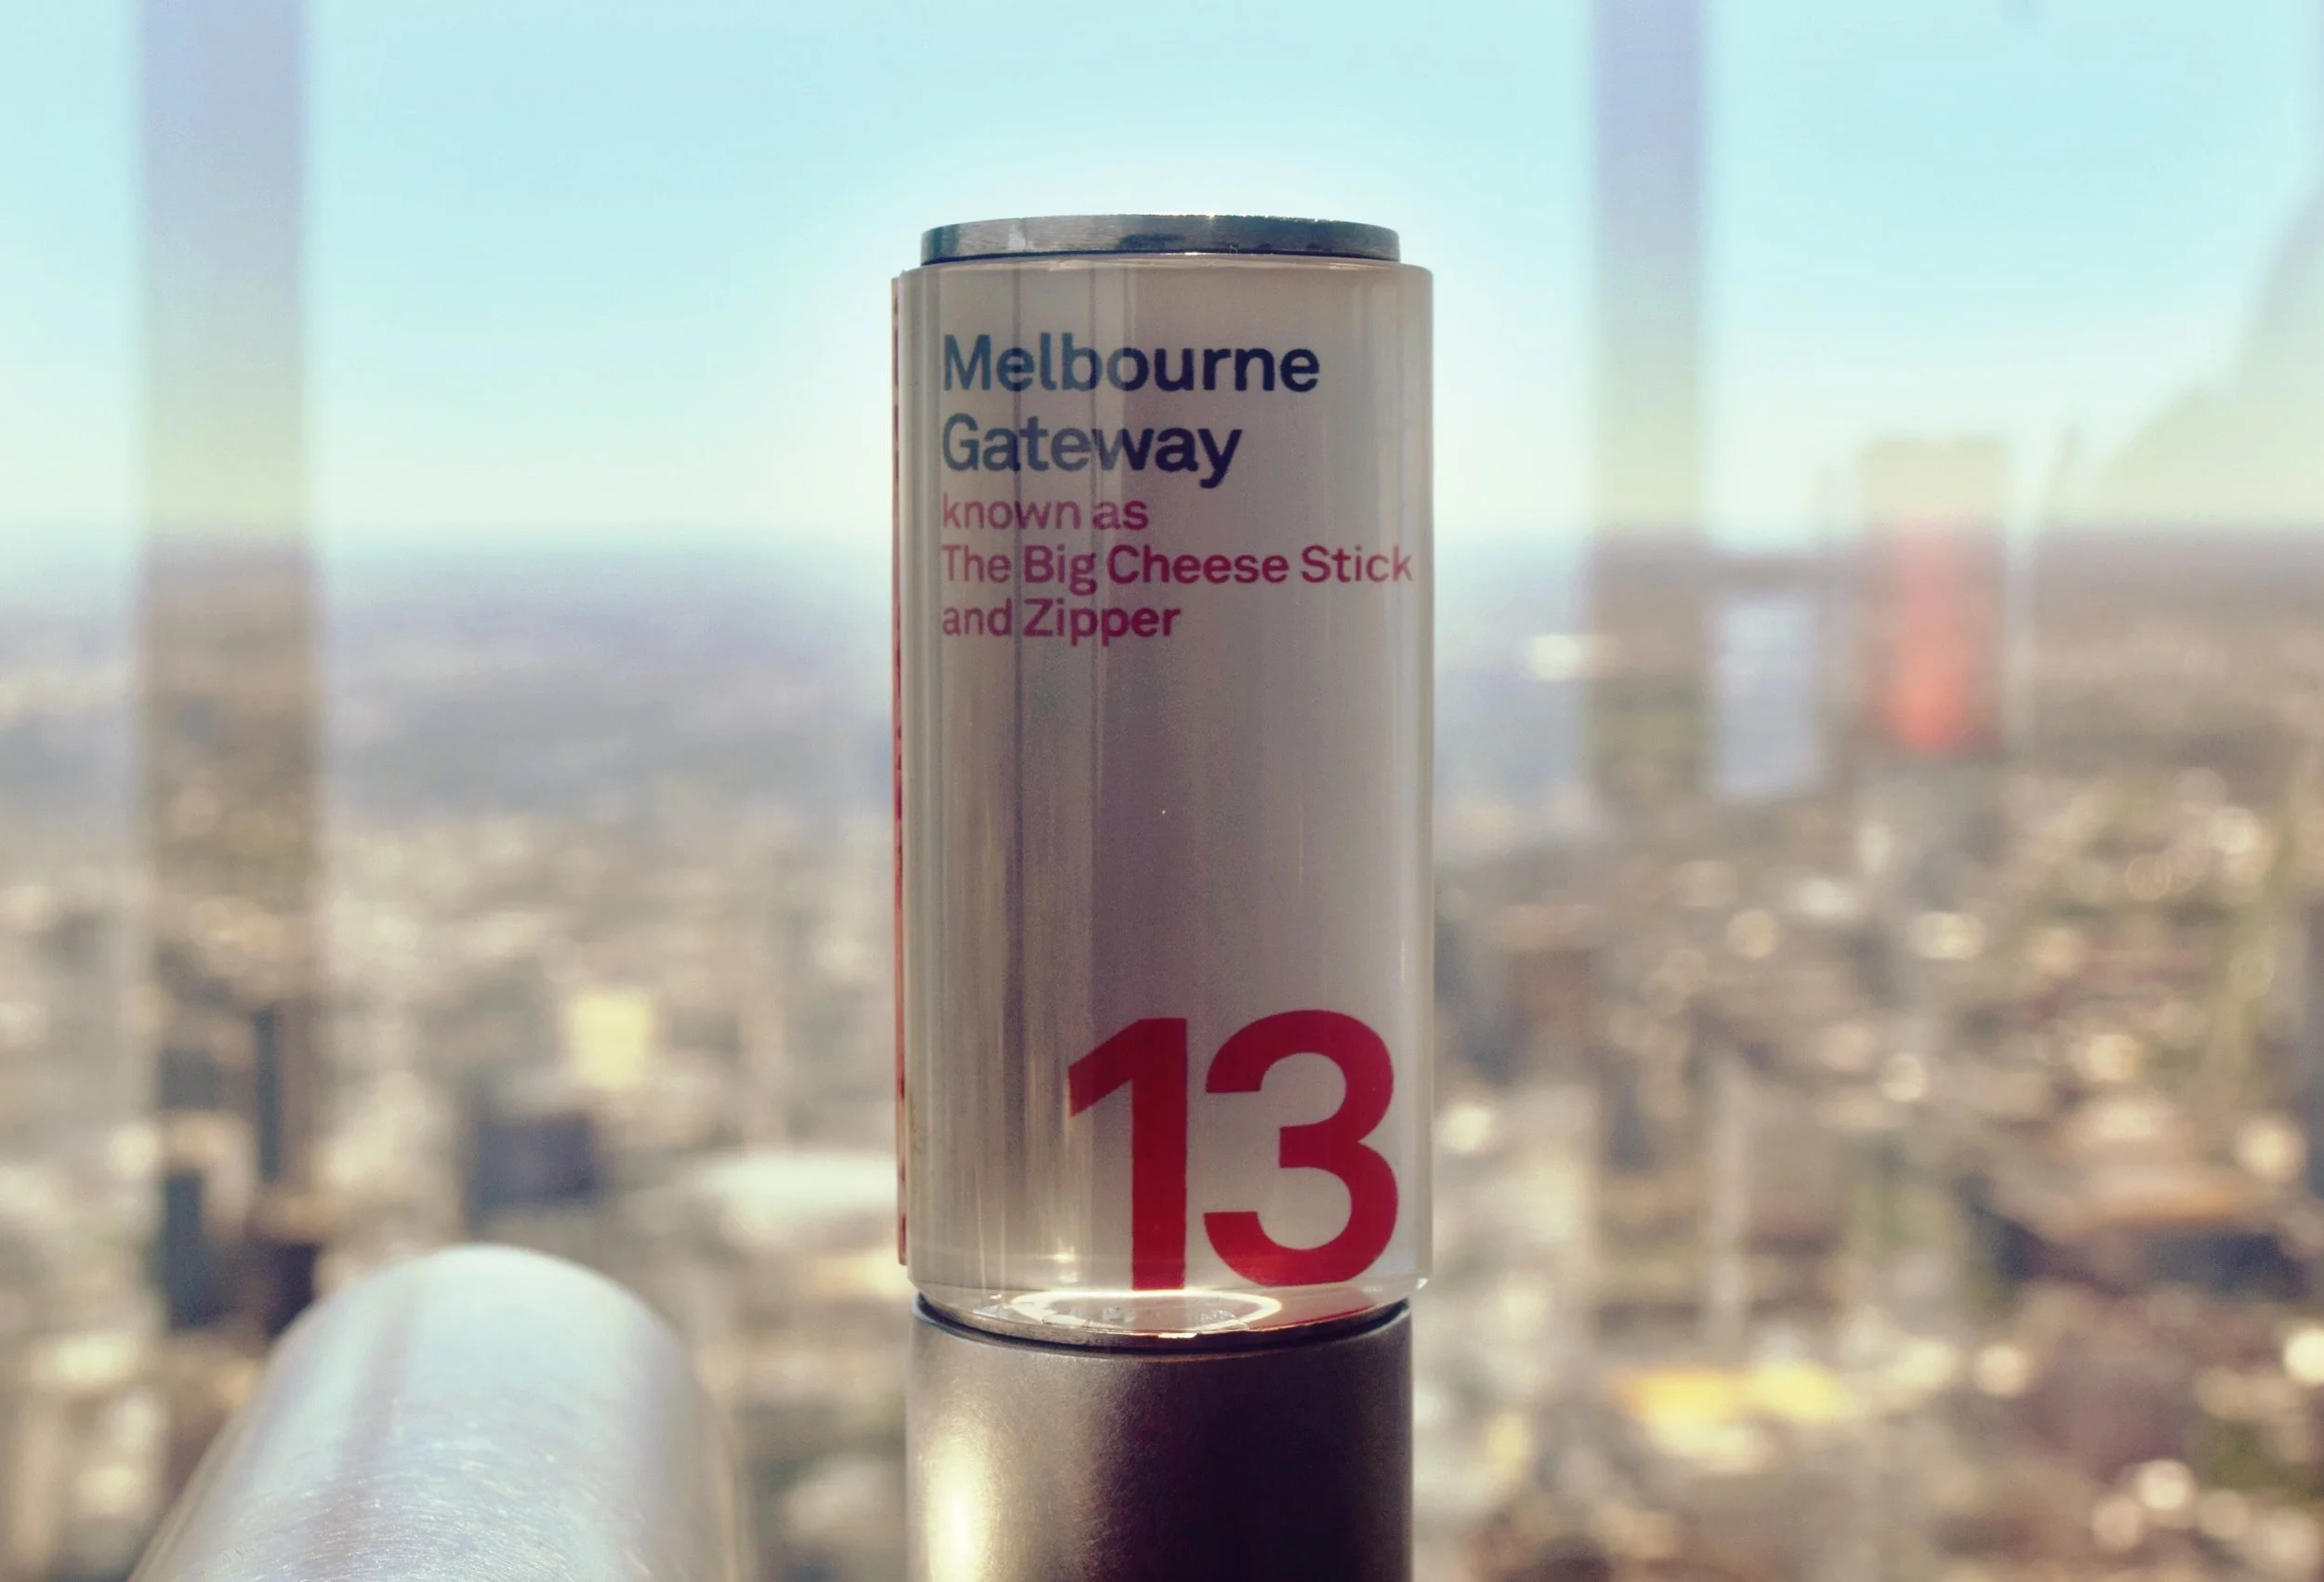 Melbourne
Gateway
known as
The Big Cheese Stick
and Zipper
13